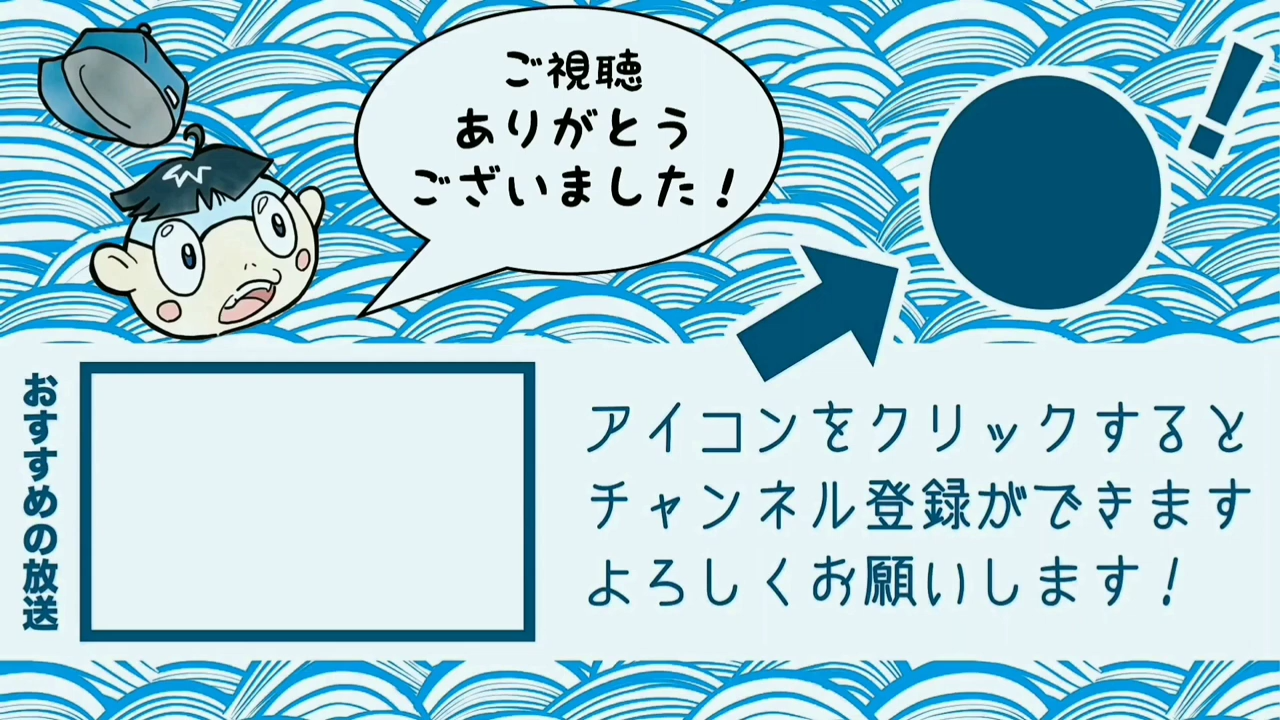 ご視聴
ありがとう
ございました！
！
おすすめの放送
アイコンをクリックすると
チャンネル登録ができます
よろしくお願いします！